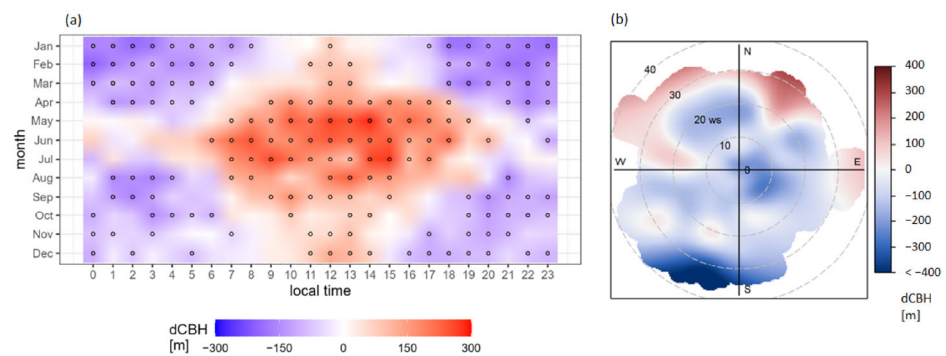 (a)
(b)
Jan
Feb
Mar
Apr
May
Jun
Jul
Aug
Sep
Oct
Nov
Dec
month
0 1 2 3 4 5 6 7 8 9 10 11 12 13 14 15 16 17 18 19 20 21 22 23
local time
dCBH
[m]
−300 −150 0 150 300
N
40
30
20 ws
10
0
W
E
S
400
300
200
100
0
−100
−200
−300
< −400
dCBH
[m]